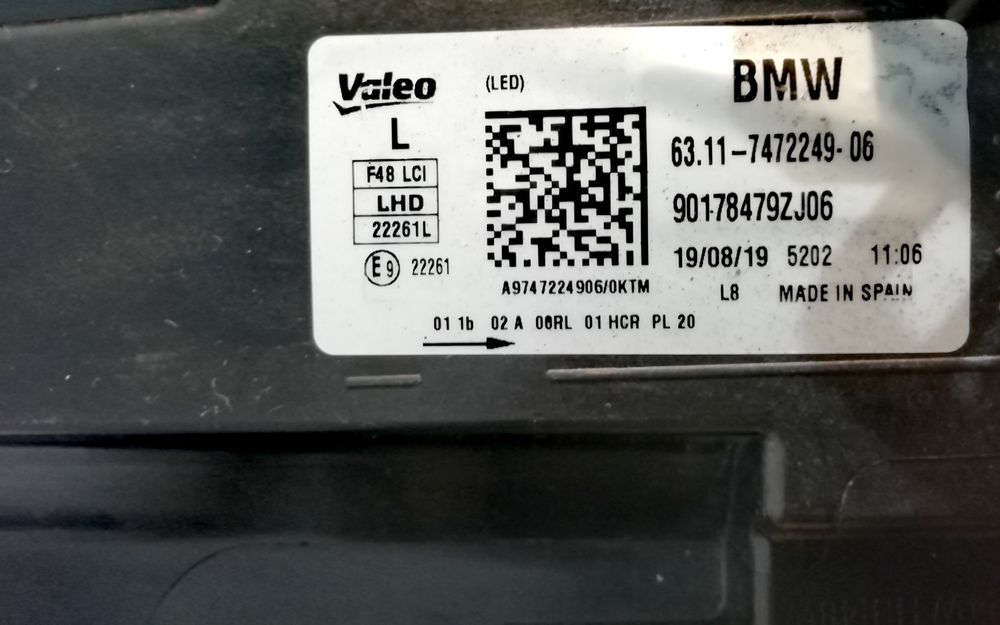 Valeo (LED) BMW
L
F48 LCI
LHD
22261L
E9 22261
63.11-7472249-06
90178479ZJ06
19/08/19 5202 11:06
A9747224906/0KTM
L8 MADE IN SPAIN
01 1b 02 A 06RL 01 HCR PL 20